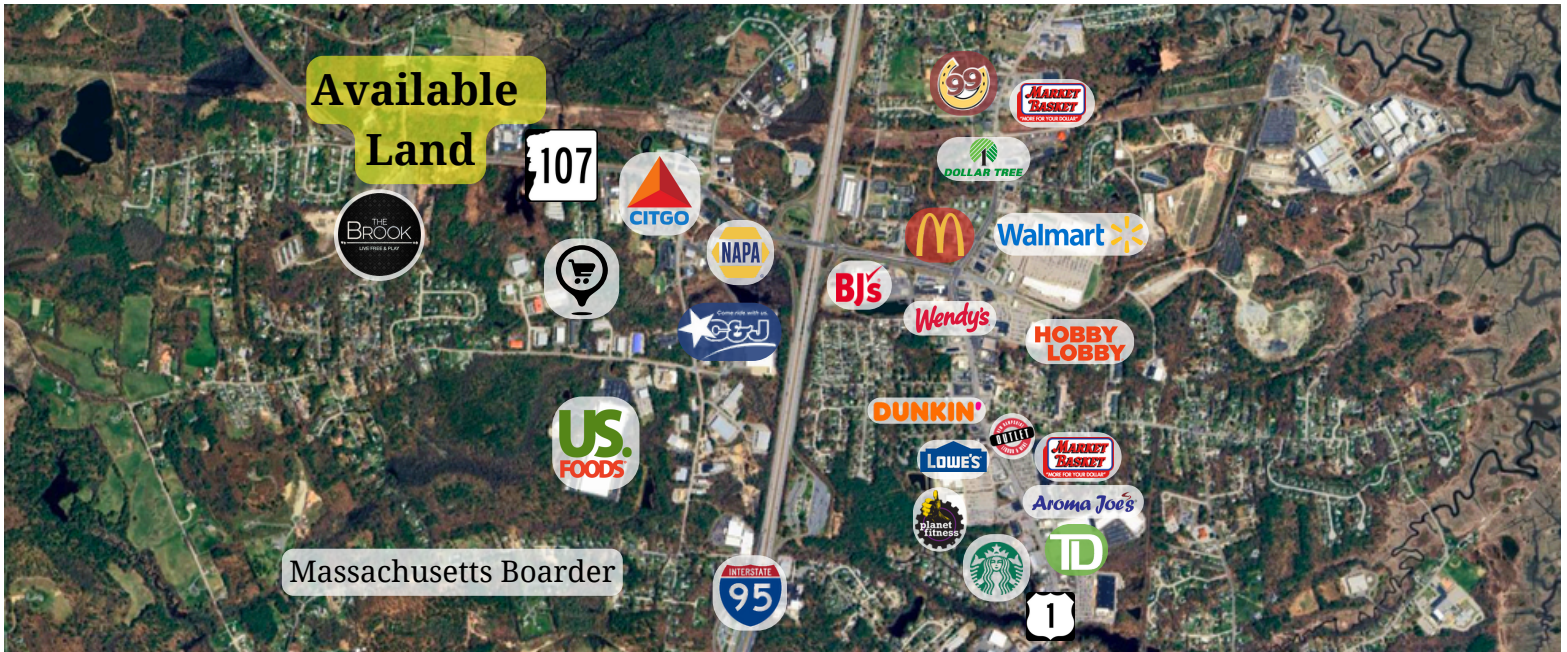 Available
Land
107
CITGO
THE
BROOK
LIVE FREE & PLAY
NAPA
Come ride with us.
C&J
US.
FOODS
Massachusetts Boarder
INTERSTATE
95
99
MARKET
BASKET
"MORE FOR YOUR DOLLAR"
DOLLAR TREE
Walmart
BJ's
Wendy's
HOBBY
LOBBY
DUNKIN'
OUTLET
LOWE'S
MARKET
BASKET
"MORE FOR YOUR DOLLAR"
Aroma Joe's
planet
fitness
TD
1